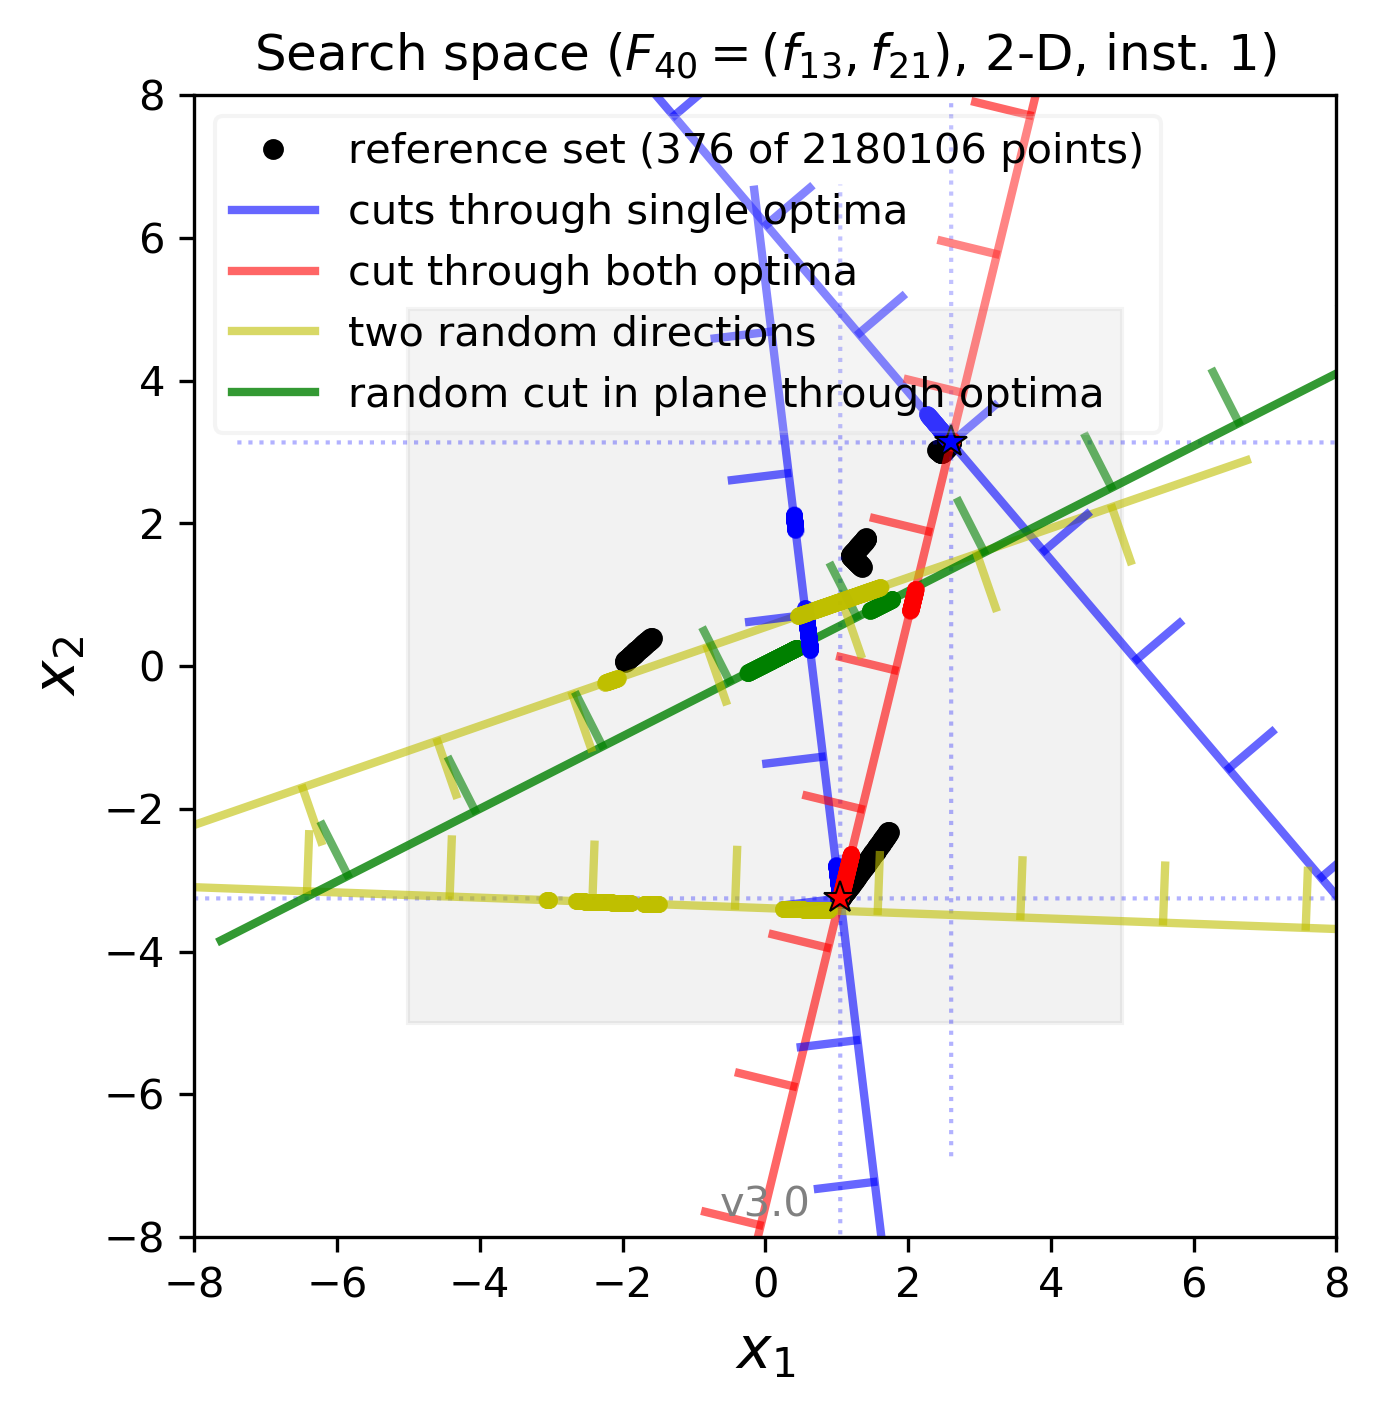 Search space (F40 = (f13, f21), 2-D, inst. 1)
8
reference set (376 of 2180106 points)
cuts through single optima
6
cut through both optima
two random directions
4
random cut in plane through optima
2
x2
0
−2
−4
−6
v3.0
−8
−8 −6 −4 −2 0 2 4 6 8
x1